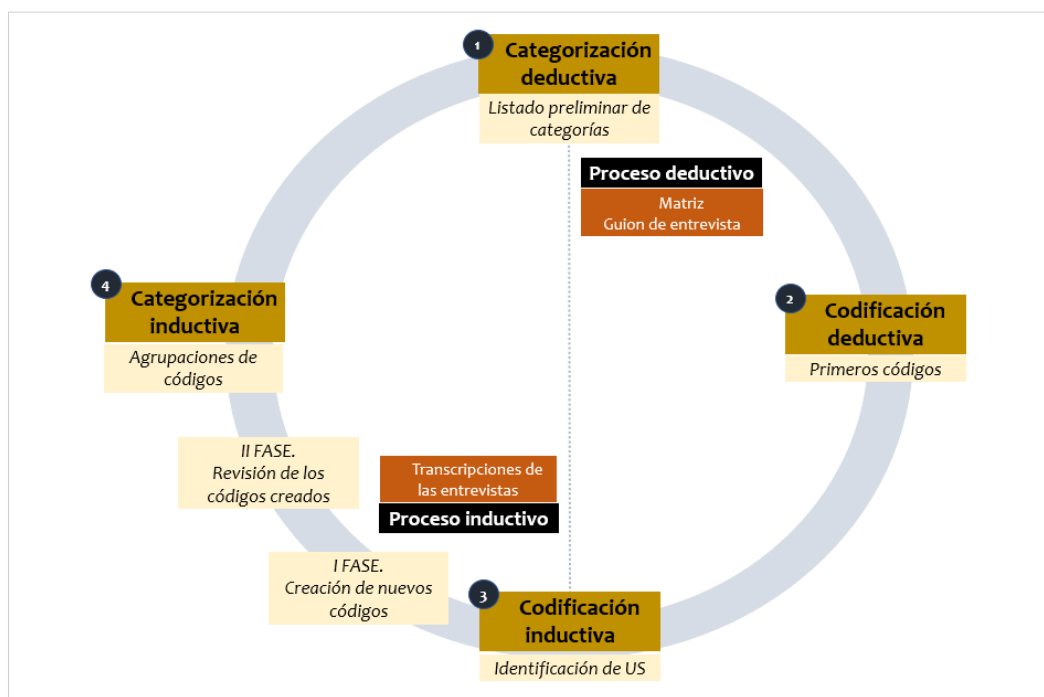 1
Categorización
deductiva
Listado preliminar de
categorías
Proceso deductivo
Matriz
Guion de entrevista
2
Codificación
deductiva
Primeros códigos
3
Codificación
inductiva
Identificación de US
I FASE.
Creación de nuevos
códigos
II FASE.
Revisión de los
códigos creados
Transcripciones de
las entrevistas
Proceso inductivo
4
Categorización
inductiva
Agrupaciones de
códigos